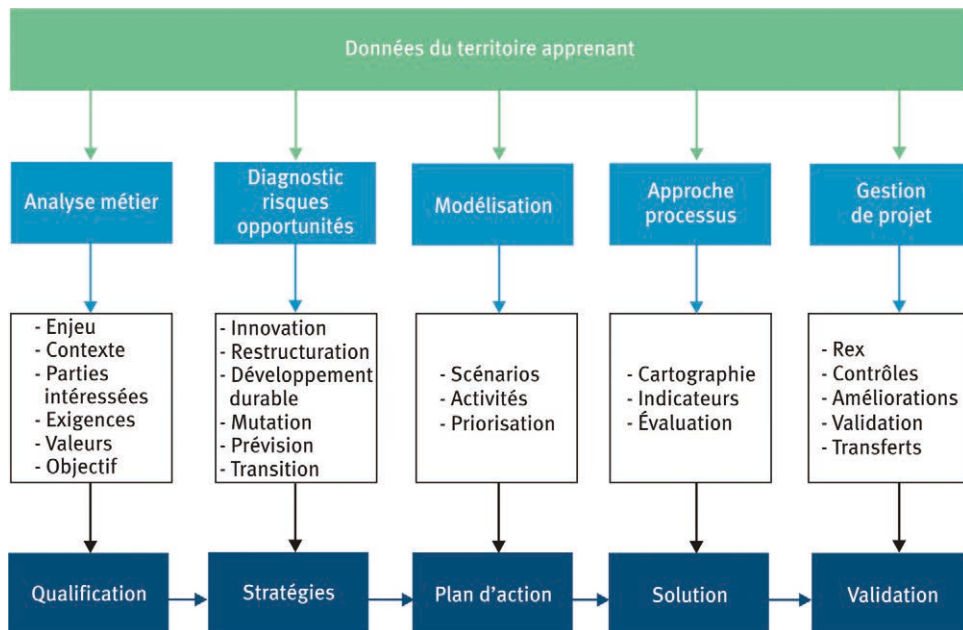 Données du territoire apprenant
Analyse métier
Diagnostic
risques
opportunités
Modélisation
Approche
processus
Gestion
de projet
- Enjeu
- Contexte
- Parties
intéressées
- Exigences
- Valeurs
- Objectif
- Innovation
- Restructuration
- Développement
durable
- Mutation
- Prévision
- Transition
- Scénarios
- Activités
- Priorisation
- Cartographie
- Indicateurs
- Évaluation
- Rex
- Contrôles
- Améliorations
- Validation
- Transferts
Qualification
Stratégies
Plan d’action
Solution
Validation